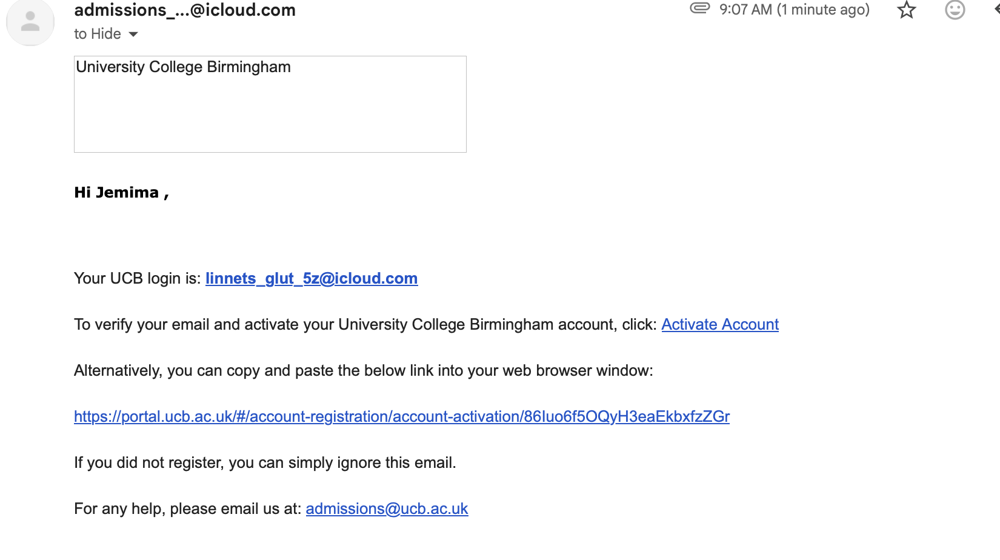 admissions_...@icloud.com
9:07 AM (1 minute ago)
to Hide
University College Birmingham
Hi Jemima ,
Your UCB login is: linnets_glut_5z@icloud.com
To verify your email and activate your University College Birmingham account, click: Activate Account
Alternatively, you can copy and paste the below link into your web browser window:
https://portal.ucb.ac.uk/#/account-registration/account-activation/86Iuo6f5OQyH3eaEkbxfzZGr
If you did not register, you can simply ignore this email.
For any help, please email us at: admissions@ucb.ac.uk